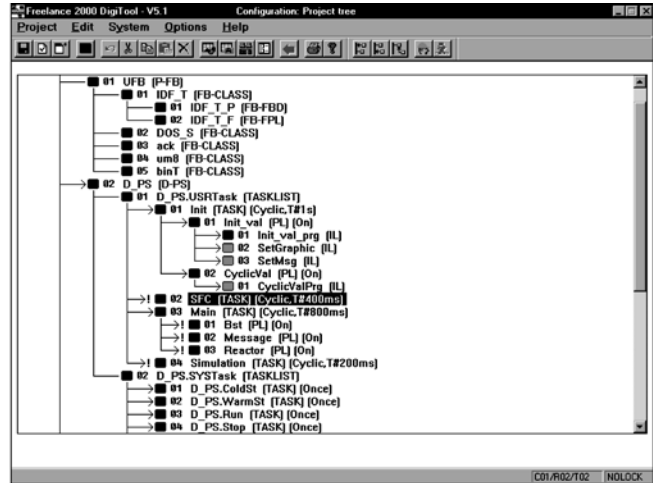 Freelance 2000 DigiTool - V5.1 Configuration: Project tree
Project Edit System Options Help
01 UFB (P-FB)
01 IDF_T (FB-CLASS)
01 IDF_T_P (FB-FBD)
02 IDF_T_F (FB-FPL)
02 DOS_S (FB-CLASS)
03 ack (FB-CLASS)
04 um8 (FB-CLASS)
05 binT (FB-CLASS)
02 D_PS (D-PS)
01 D_PS.USRTask (TASKLIST)
01 Init (TASK) (Cyclic,T#1s)
01 Init_val (PL) (On)
01 Init_val_prg (IL)
02 SetGraphic (IL)
03 SetMsg (IL)
02 CyclicVal (PL) (On)
01 CyclicValPrg (IL)
! 02 SFC (TASK) (Cyclic,T#400ms)
03 Main (TASK) (Cyclic,T#800ms)
! 01 Bst (PL) (On)
! 02 Message (PL) (On)
! 03 Reactor (PL) (On)
! 04 Simulation (TASK) (Cyclic,T#200ms)
02 D_PS.SYSTask (TASKLIST)
01 D_PS.ColdSt (TASK) (Once)
02 D_PS.WarmSt (TASK) (Once)
03 D_PS.Run (TASK) (Once)
04 D_PS.Stop (TASK) (Once)
C01/R02/T02 NOLOCK